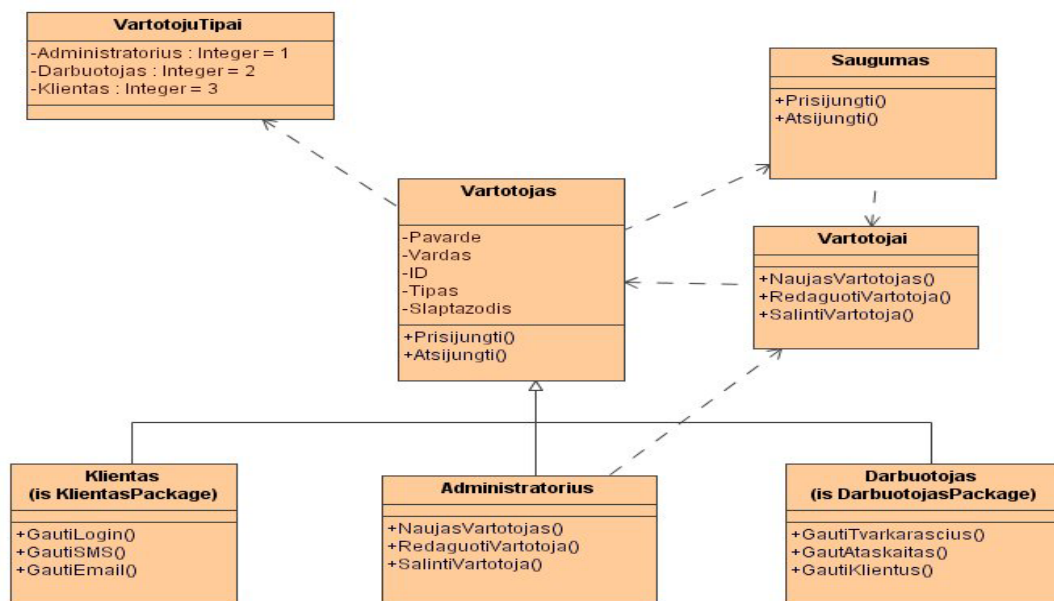 VartotojuTipai
-Administratorius : Integer = 1
-Darbuotojas : Integer = 2
-Klientas : Integer = 3
Saugumas
+Prisijungti()
+Atsijungti()
Vartotojas
-Pavarde
-Vardas
-ID
-Tipas
-Slaptazodis
+Prisijungti()
+Atsijungti()
Vartotojai
+NaujasVartotojas()
+RedaguotiVartotoja()
+SalintiVartotoja()
Klientas
(is KlientasPackage)
+GautiLogin()
+GautiSMS()
+GautiEmail()
Administratorius
+NaujasVartotojas()
+RedaguotiVartotoja()
+SalintiVartotoja()
Darbuotojas
(is DarbuotojasPackage)
+GautiTvarkarascius()
+GautAtaskaitas()
+GautiKlientus()